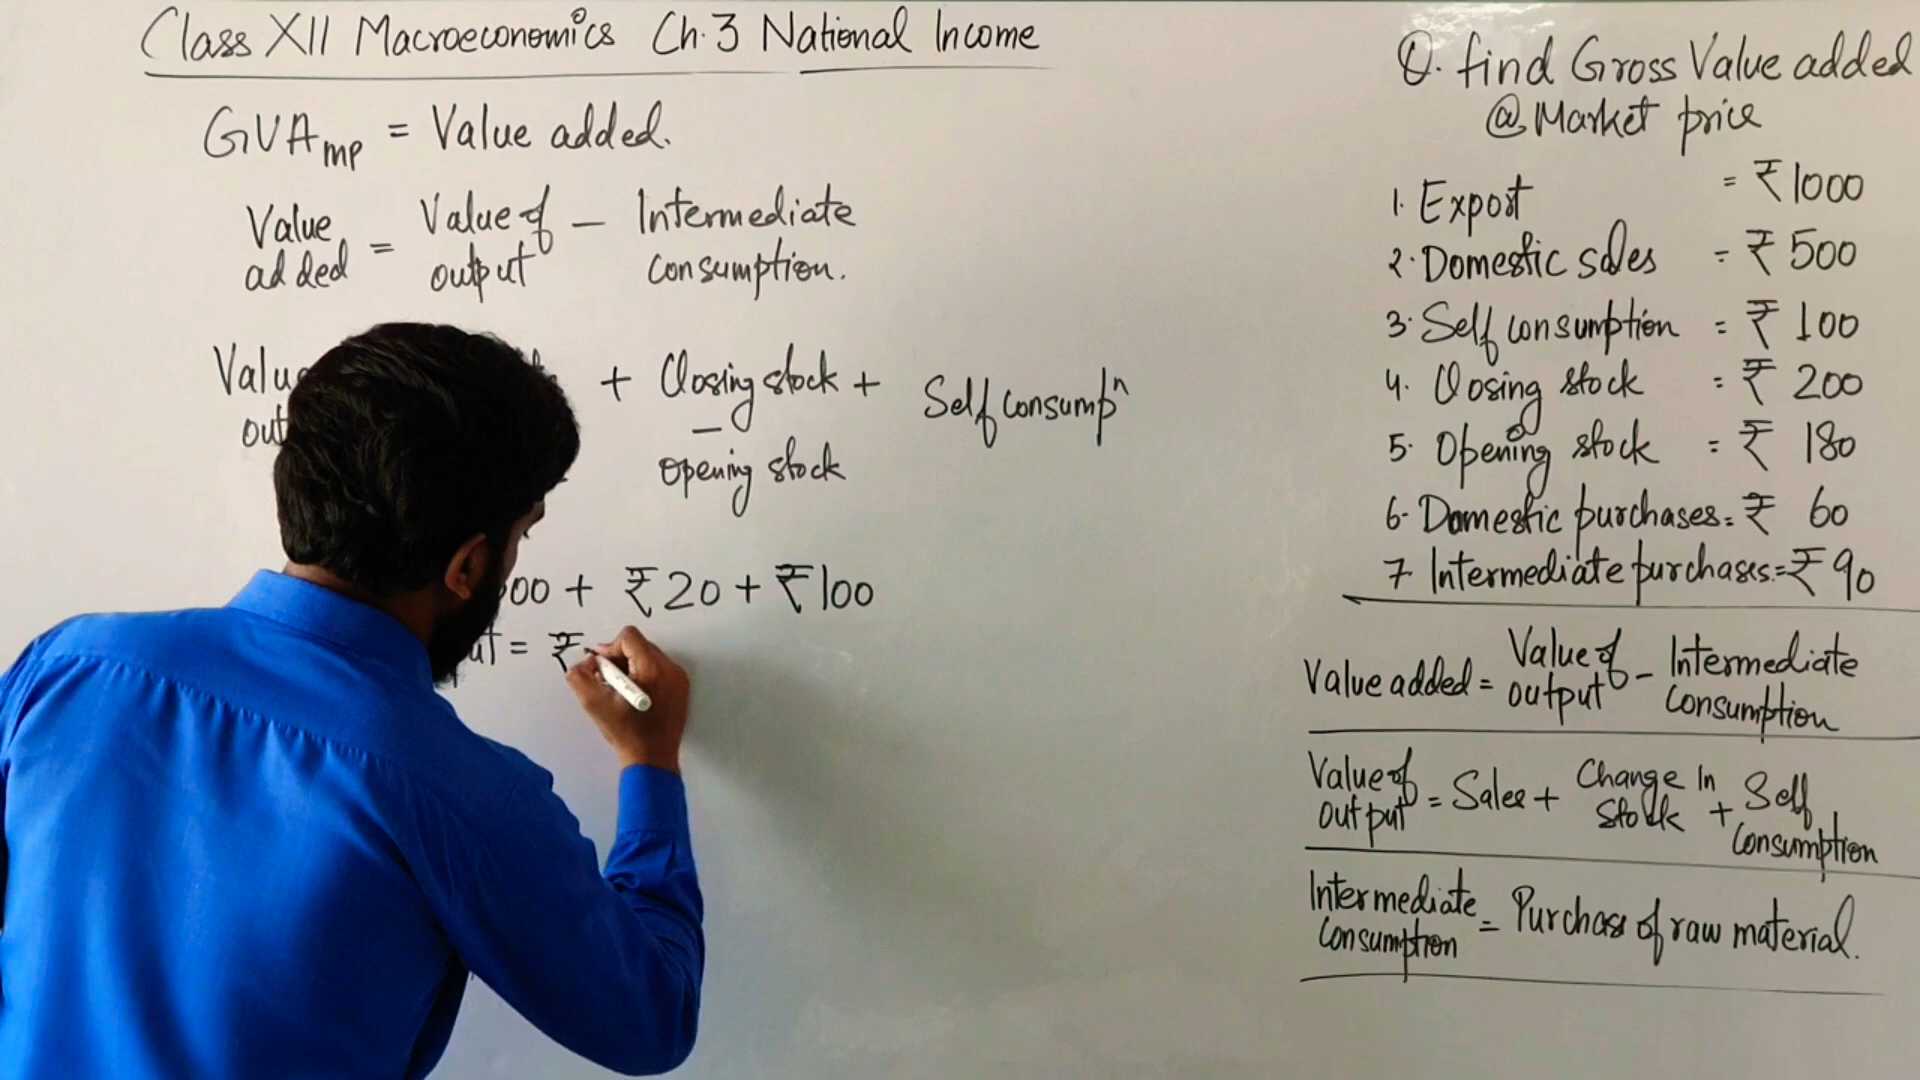 Class XII Macroeconomics Ch.3 National Income
GVAmp = Value added.
Value added = Value of output – Intermediate consumption.
+ Closing stock + Self consumpⁿ
– opening stock
00 + ₹20 + ₹100
= ₹
Q. find Gross Value added
@ Market price
1. Export = ₹1000
2. Domestic sales = ₹500
3. Self consumption = ₹100
4. Closing stock = ₹200
5. Opening stock = ₹180
6. Domestic purchases = ₹60
7. Intermediate purchases = ₹90
Value added = Value of output – Intermediate Consumption
Value of output = Sales + Change In Stock + Self Consumption
Intermediate Consumption = Purchase of raw material.